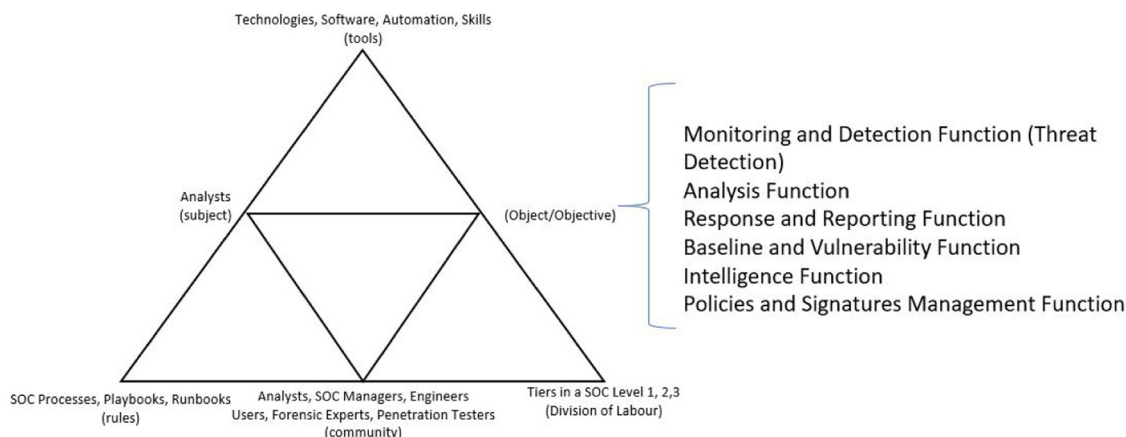 Technologies, Software, Automation, Skills
(tools)
Analysts
(subject)
(Object/Objective)
Monitoring and Detection Function (Threat
Detection)
Analysis Function
Response and Reporting Function
Baseline and Vulnerability Function
Intelligence Function
Policies and Signatures Management Function
SOC Processes, Playbooks, Runbooks
(rules)
Analysts, SOC Managers, Engineers
Users, Forensic Experts, Penetration Testers
(community)
Tiers in a SOC Level 1, 2,3
(Division of Labour)